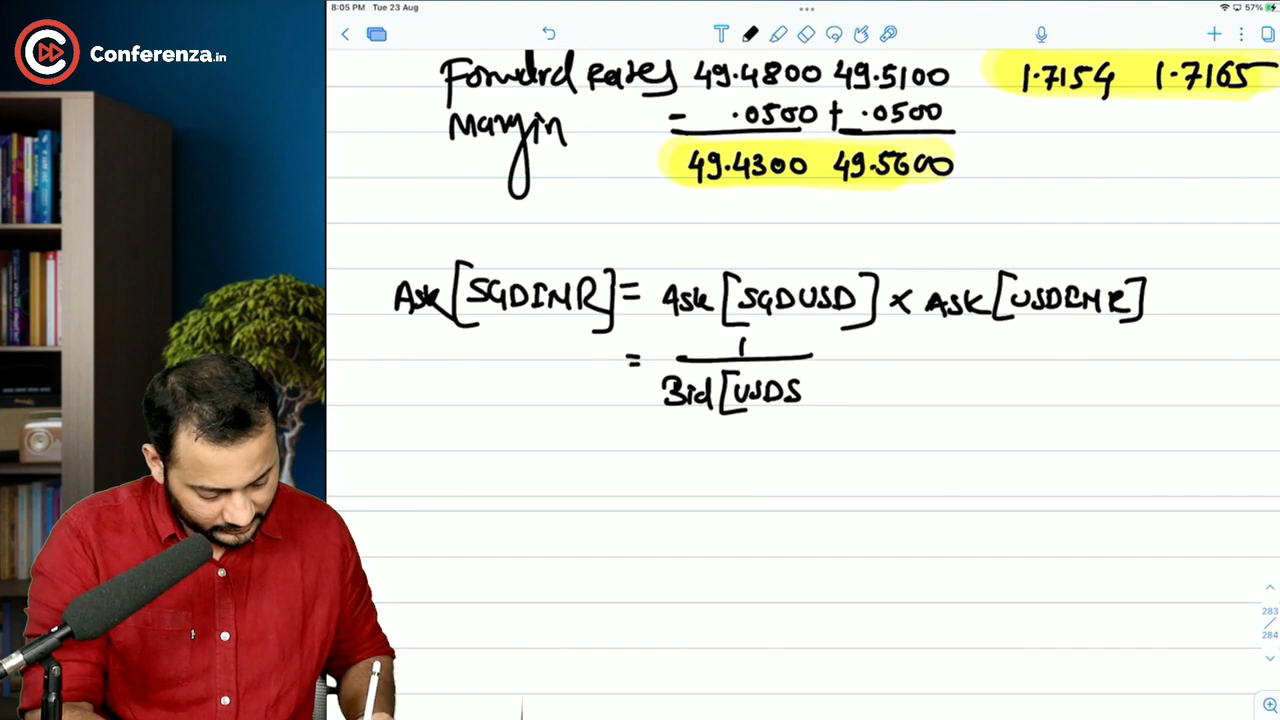 8:05 PM Tue 23 Aug
57%
Conferenza.in
T
Forward Rates 49.4800 49.5100 1.7154 1.7165
Margin - .0500 + .0500
49.4300 49.5600
Ask [SGDINR] = Ask [SGDUSD] × ASK [USDINR]
= 1
Bid [USDS
283
284